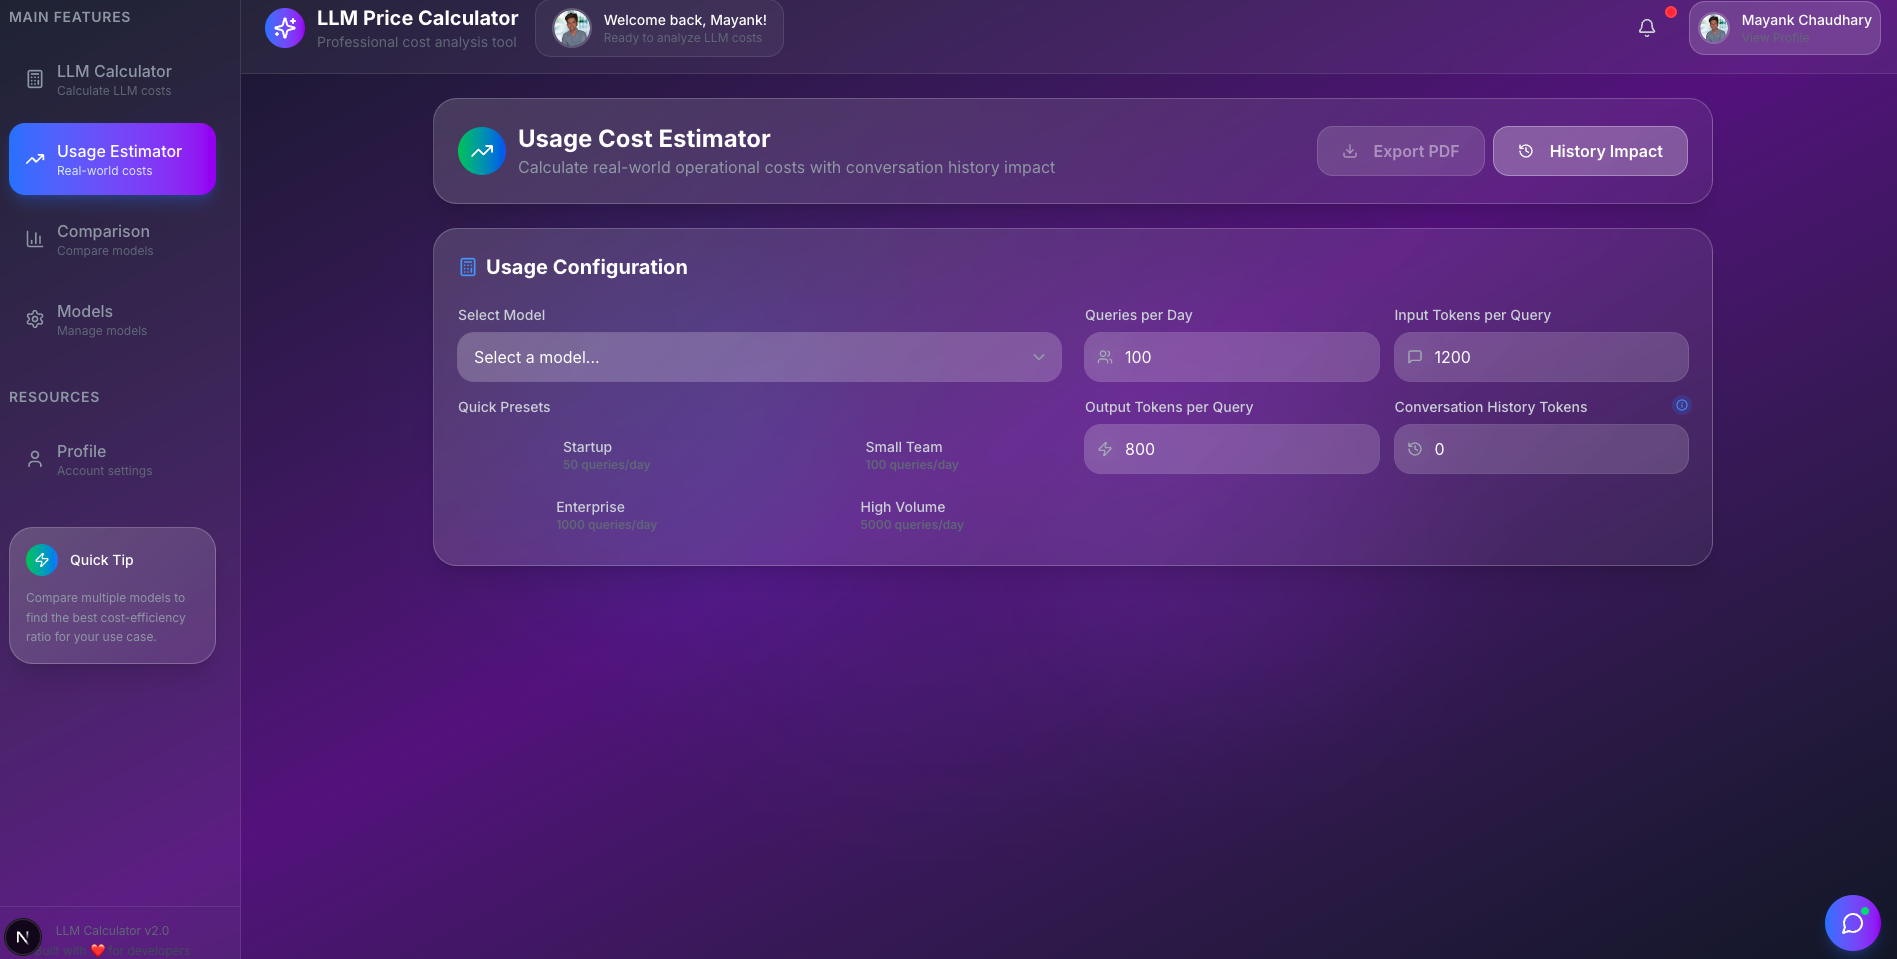 MAIN FEATURES
LLM Calculator
Calculate LLM costs
Usage Estimator
Real-world costs
Comparison
Compare models
Models
Manage models
RESOURCES
Profile
Account settings
Quick Tip
Compare multiple models to
find the best cost-efficiency
ratio for your use case.
LLM Calculator v2.0
Built with ❤️ for developers
N
LLM Price Calculator
Professional cost analysis tool
Welcome back, Mayank!
Ready to analyze LLM costs
Mayank Chaudhary
View Profile
Usage Cost Estimator
Calculate real-world operational costs with conversation history impact
Export PDF
History Impact
Usage Configuration
Select Model
Select a model...
Quick Presets
Startup
50 queries/day
Small Team
100 queries/day
Enterprise
1000 queries/day
High Volume
5000 queries/day
Queries per Day
100
Input Tokens per Query
1200
Output Tokens per Query
800
Conversation History Tokens
0